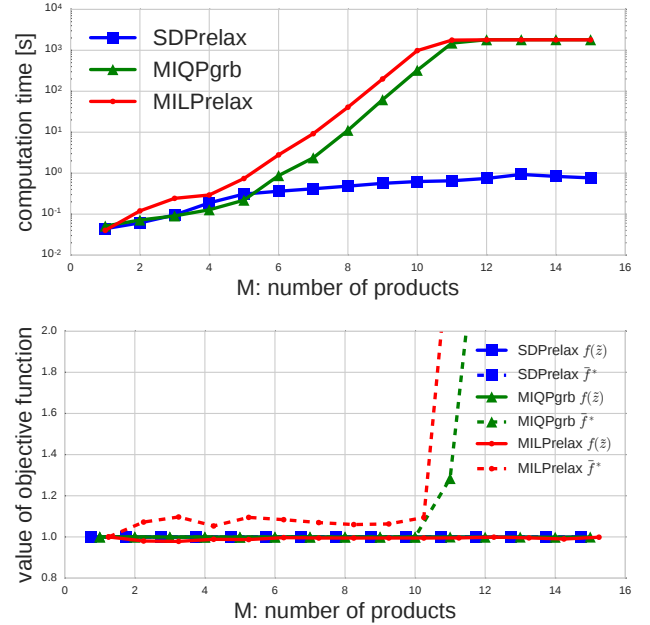 computation time [s]
10⁴
10³
10²
10¹
10⁰
10⁻¹
10⁻²
SDPrelax
MIQPgrb
MILPrelax
0 2 4 6 8 10 12 14 16
M: number of products
value of objective function
2.0
1.8
1.6
1.4
1.2
1.0
0.8
SDPrelax f(z̃)
SDPrelax f̄*
MIQPgrb f(z̃)
MIQPgrb f̄*
MILPrelax f(z̃)
MILPrelax f̄*
0 2 4 6 8 10 12 14 16
M: number of products